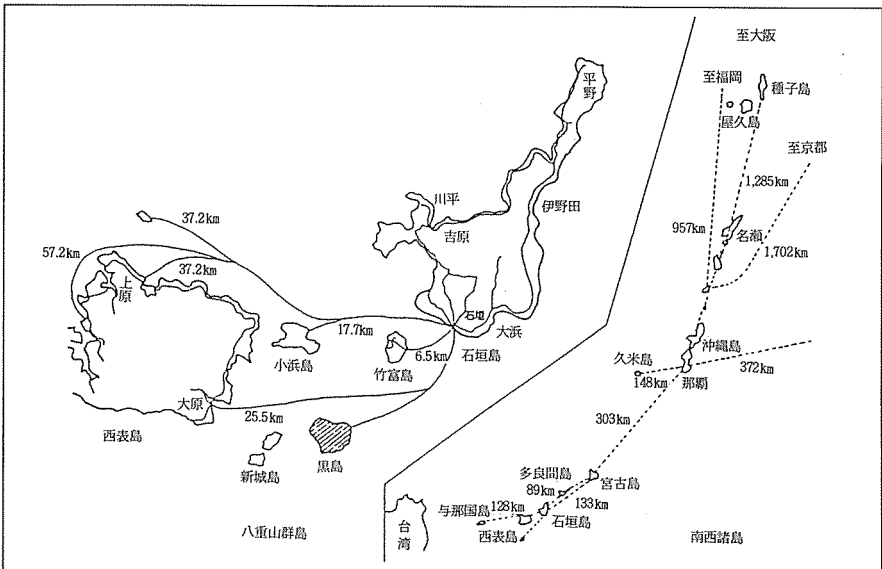 至大阪
至福岡
種子島
屋久島
至京都
1,285km
957km
名瀬
1,702km
沖縄島
久米島
372km
那覇
148km
303km
多良間島
宮古島
89km
133km
与那国島
128km
石垣島
西表島
台湾
南西諸島
平野
川平
伊野田
吉原
37.2km
57.2km
37.2km
上原
石垣
大浜
17.7km
小浜島
6.5km
石垣島
竹富島
大原
25.5km
西表島
黒島
新城島
八重山群島